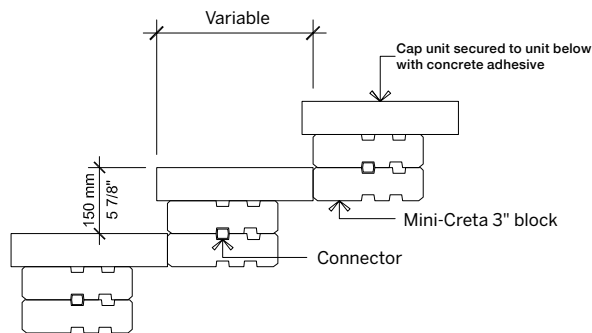 Variable
Cap unit secured to unit below
with concrete adhesive
150 mm
5 7/8"
Mini-Creta 3" block
Connector